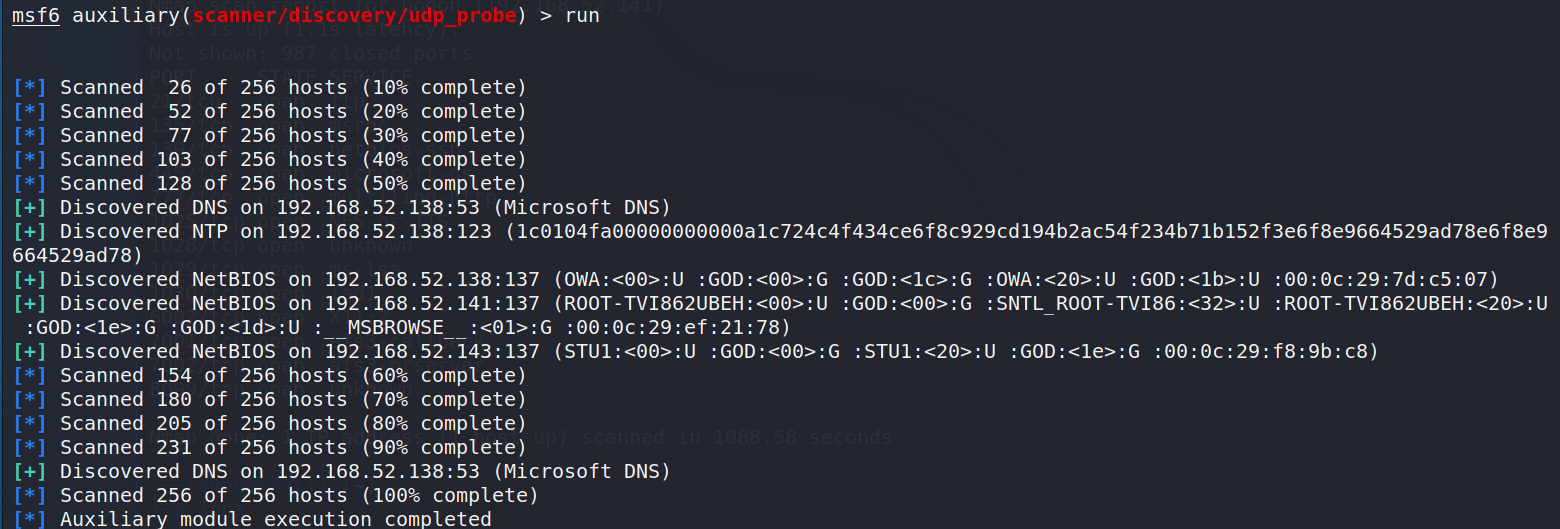 msf6 auxiliary(scanner/discovery/udp_probe) > run
[*] Scanned  26 of 256 hosts (10% complete)
[*] Scanned  52 of 256 hosts (20% complete)
[*] Scanned  77 of 256 hosts (30% complete)
[*] Scanned 103 of 256 hosts (40% complete)
[*] Scanned 128 of 256 hosts (50% complete)
[+] Discovered DNS on 192.168.52.138:53 (Microsoft DNS)
[+] Discovered NTP on 192.168.52.138:123 (1c0104fa00000000000a1c724c4f434ce6f8c929cd194b2ac54f234b71b152f3e6f8e9664529ad78e6f8e9
664529ad78)
[+] Discovered NetBIOS on 192.168.52.138:137 (OWA:<00>:U :GOD:<00>:G :GOD:<1c>:G :OWA:<20>:U :GOD:<1b>:U :00:0c:29:7d:c5:07)
[+] Discovered NetBIOS on 192.168.52.141:137 (ROOT-TVI862UBEH:<00>:U :GOD:<00>:G :SNTL_ROOT-TVI86:<32>:U :ROOT-TVI862UBEH:<20>:U
 :GOD:<1e>:G :GOD:<1d>:U :__MSBROWSE__:<01>:G :00:0c:29:ef:21:78)
[+] Discovered NetBIOS on 192.168.52.143:137 (STU1:<00>:U :GOD:<00>:G :STU1:<20>:U :GOD:<1e>:G :00:0c:29:f8:9b:c8)
[*] Scanned 154 of 256 hosts (60% complete)
[*] Scanned 180 of 256 hosts (70% complete)
[*] Scanned 205 of 256 hosts (80% complete)
[*] Scanned 231 of 256 hosts (90% complete)
[+] Discovered DNS on 192.168.52.138:53 (Microsoft DNS)
[*] Scanned 256 of 256 hosts (100% complete)
[*] Auxiliary module execution completed